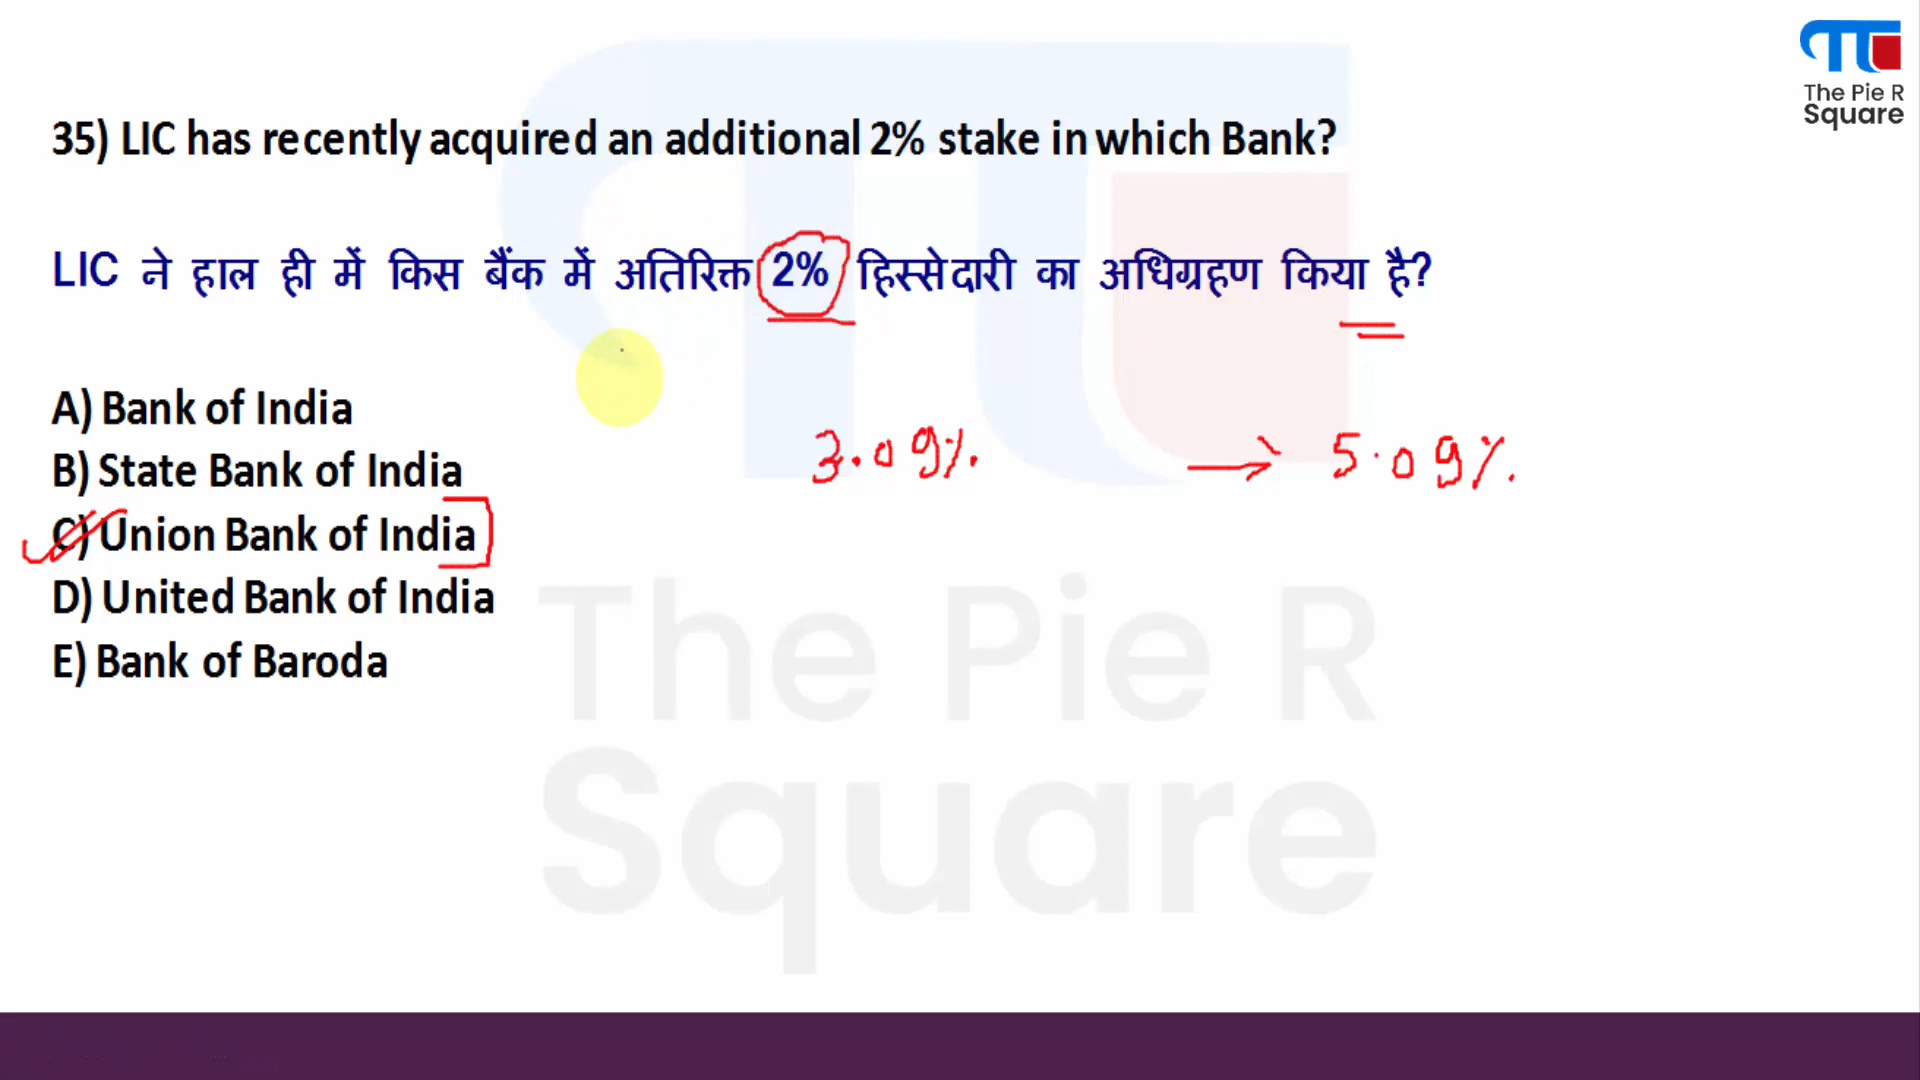 The Pie R
Square
35) LIC has recently acquired an additional 2% stake in which Bank?
LIC ने हाल ही में किस बैंक में अतिरिक्त 2% हिस्सेदारी का अधिग्रहण किया है?
A) Bank of India
B) State Bank of India
3.09% → 5.09%.
C) Union Bank of India
D) United Bank of India
E) Bank of Baroda
The Pie R
Square